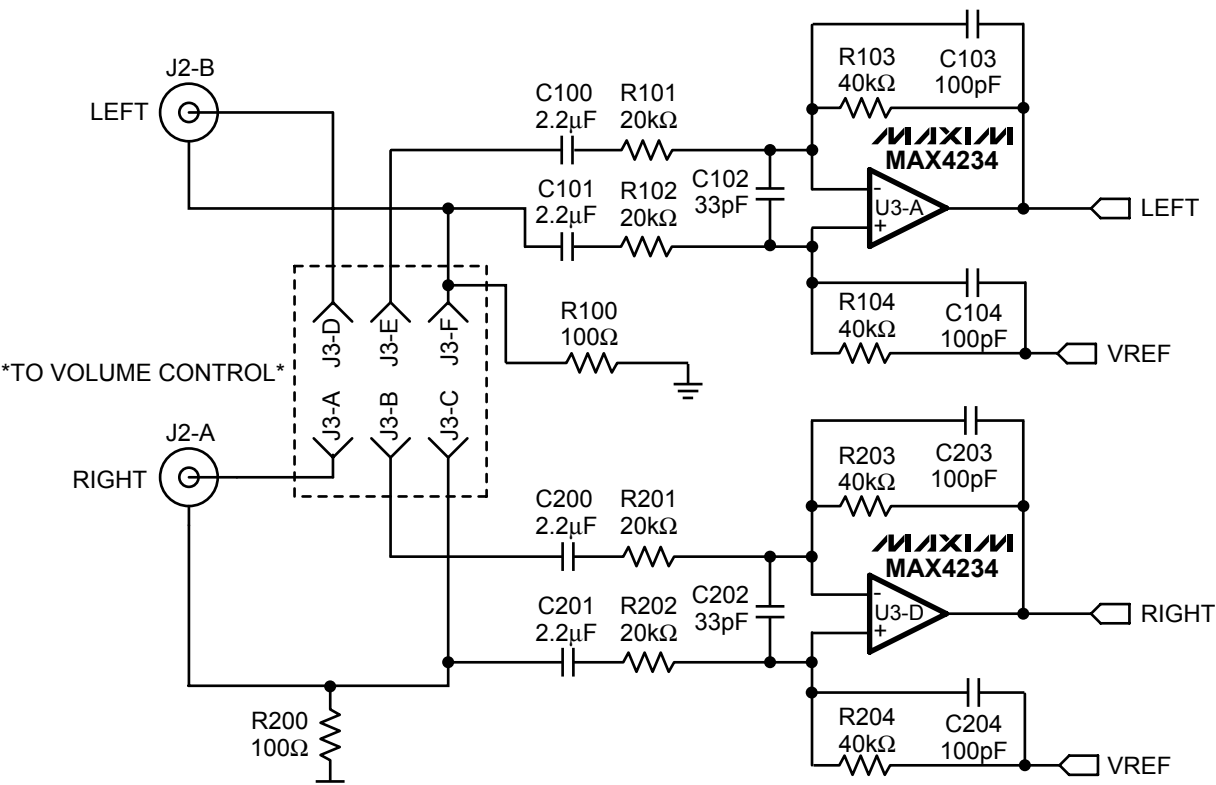 J2-B
LEFT
C100
2.2μF
R101
20kΩ
C101
2.2μF
R102
20kΩ
C102
33pF
R103
40kΩ
C103
100pF
MAXIM
MAX4234
-
U3-A
+
LEFT
R104
40kΩ
C104
100pF
VREF
J3-D
J3-E
J3-F
R100
100Ω
*TO VOLUME CONTROL*
J3-A
J3-B
J3-C
J2-A
RIGHT
C200
2.2μF
R201
20kΩ
C201
2.2μF
R202
20kΩ
C202
33pF
R203
40kΩ
C203
100pF
MAXIM
MAX4234
-
U3-D
+
RIGHT
R204
40kΩ
C204
100pF
VREF
R200
100Ω